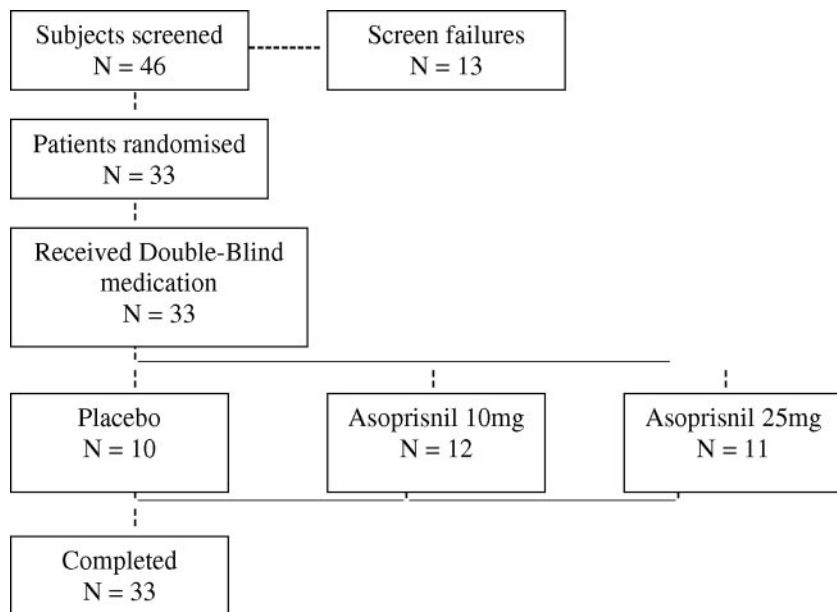 Subjects screened
N = 46
Screen failures
N = 13
Patients randomised
N = 33
Received Double-Blind
medication
N = 33
Placebo
N = 10
Asoprisnil 10mg
N = 12
Asoprisnil 25mg
N = 11
Completed
N = 33